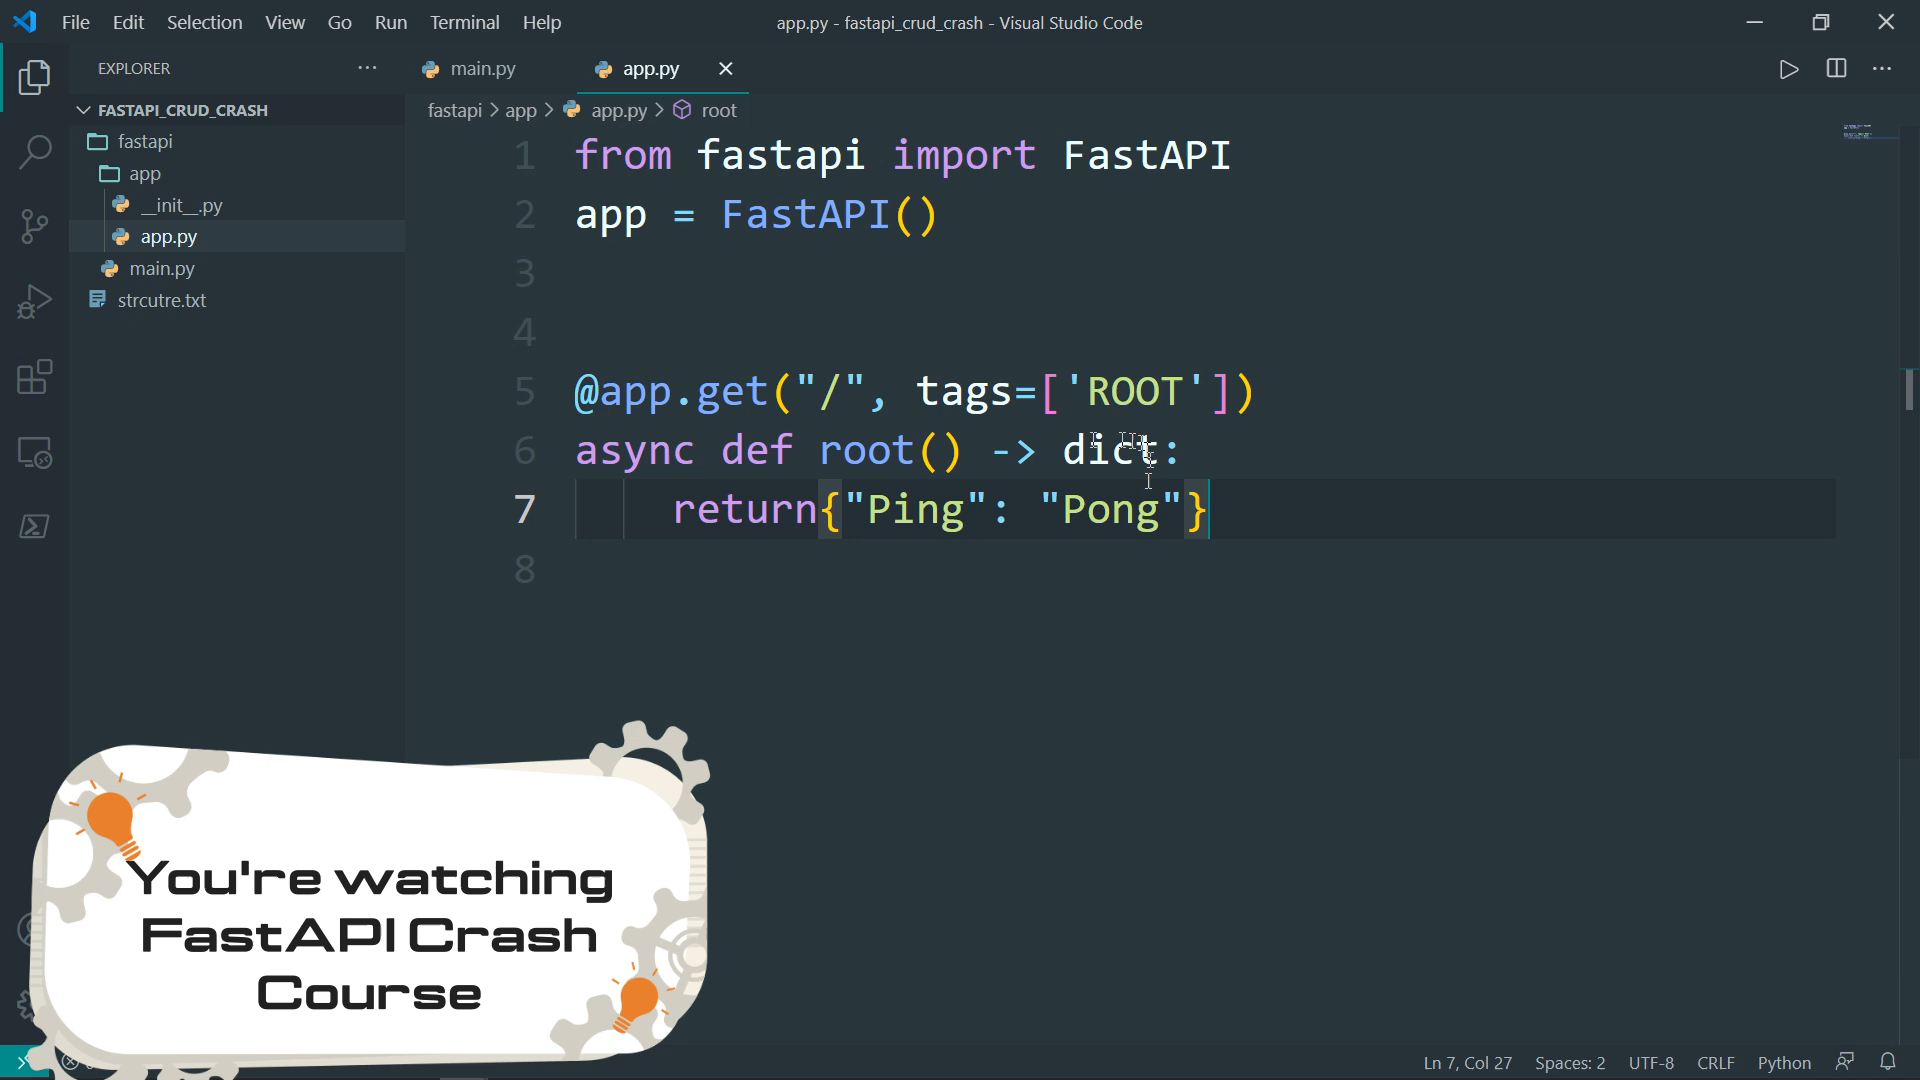 File Edit Selection View Go Run Terminal Help
app.py - fastapi_crud_crash - Visual Studio Code
EXPLORER
main.py
app.py
FASTAPI_CRUD_CRASH
fastapi
app
__init__.py
app.py
main.py
strcutre.txt
fastapi > app > app.py > root
1 from fastapi import FastAPI
2 app = FastAPI()
3
4
5 @app.get("/", tags=['ROOT'])
6 async def root() -> dict:
7 return{"Ping": "Pong"}
8
You're watching
FastAPI Crash
Course
Ln 7, Col 27 Spaces: 2 UTF-8 CRLF Python